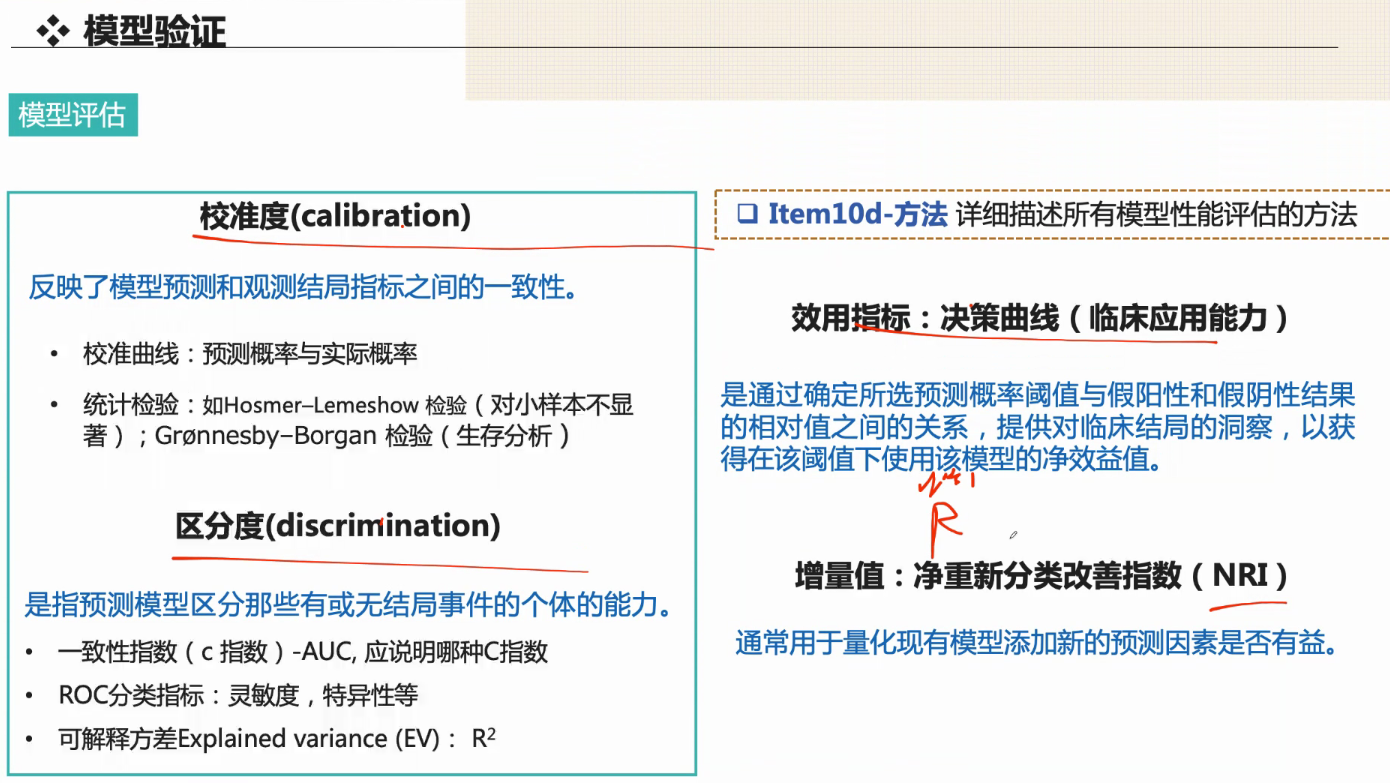 模型验证
模型评估
校准度(calibration)
反映了模型预测和观测结局指标之间的一致性。
• 校准曲线：预测概率与实际概率
• 统计检验：如Hosmer–Lemeshow 检验（对小样本不显
著）；Grønnesby–Borgan 检验（生存分析）
区分度(discrimination)
是指预测模型区分那些有或无结局事件的个体的能力。
• 一致性指数（c 指数）-AUC, 应说明哪种C指数
• ROC分类指标：灵敏度，特异性等
• 可解释方差Explained variance (EV)： R²
Item10d-方法 详细描述所有模型性能评估的方法
效用指标：决策曲线（临床应用能力）
是通过确定所选预测概率阈值与假阳性和假阴性结果
的相对值之间的关系，提供对临床结局的洞察，以获
得在该阈值下使用该模型的净效益值。
R
增量值：净重新分类改善指数（NRI）
通常用于量化现有模型添加新的预测因素是否有益。